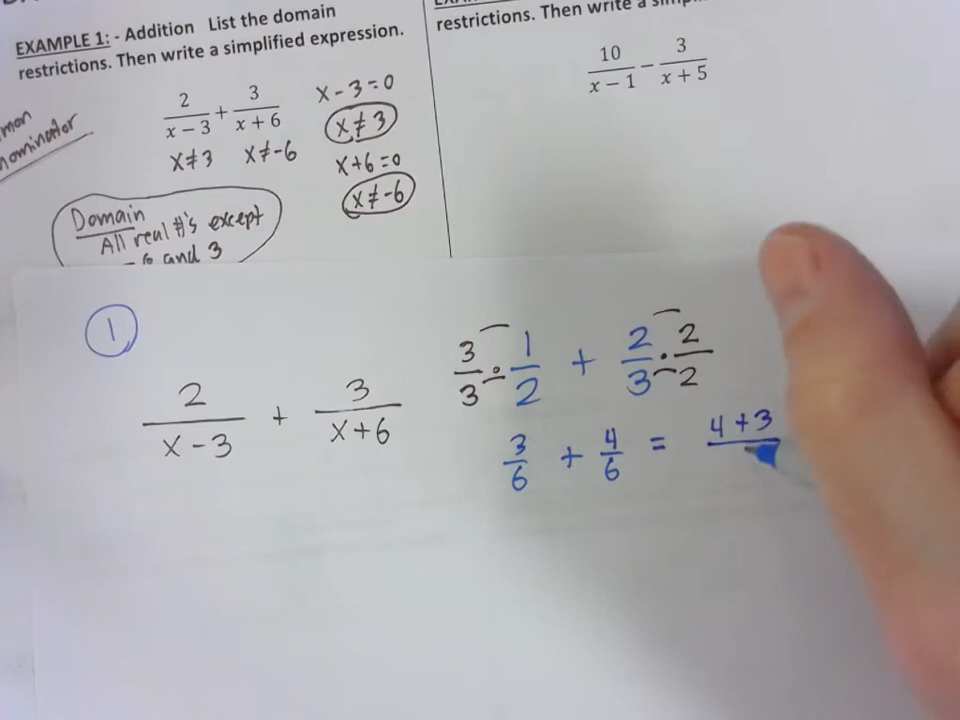 EXAMPLE 1: - Addition List the domain
restrictions. Then write a simplified expression.
2/(x − 3) + 3/(x + 6)
x - 3 = 0
x ≠ 3
x ≠ 3 x ≠ -6
x + 6 = 0
x ≠ -6
Domain
All real #'s except
-6 and 3
restrictions. Then write a
10/(x − 1) − 3/(x + 5)
1
2/(x - 3) + 3/(x + 6)
3/3 · 1/2 + 2/3 · 2/2
3/6 + 4/6 = 4 + 3